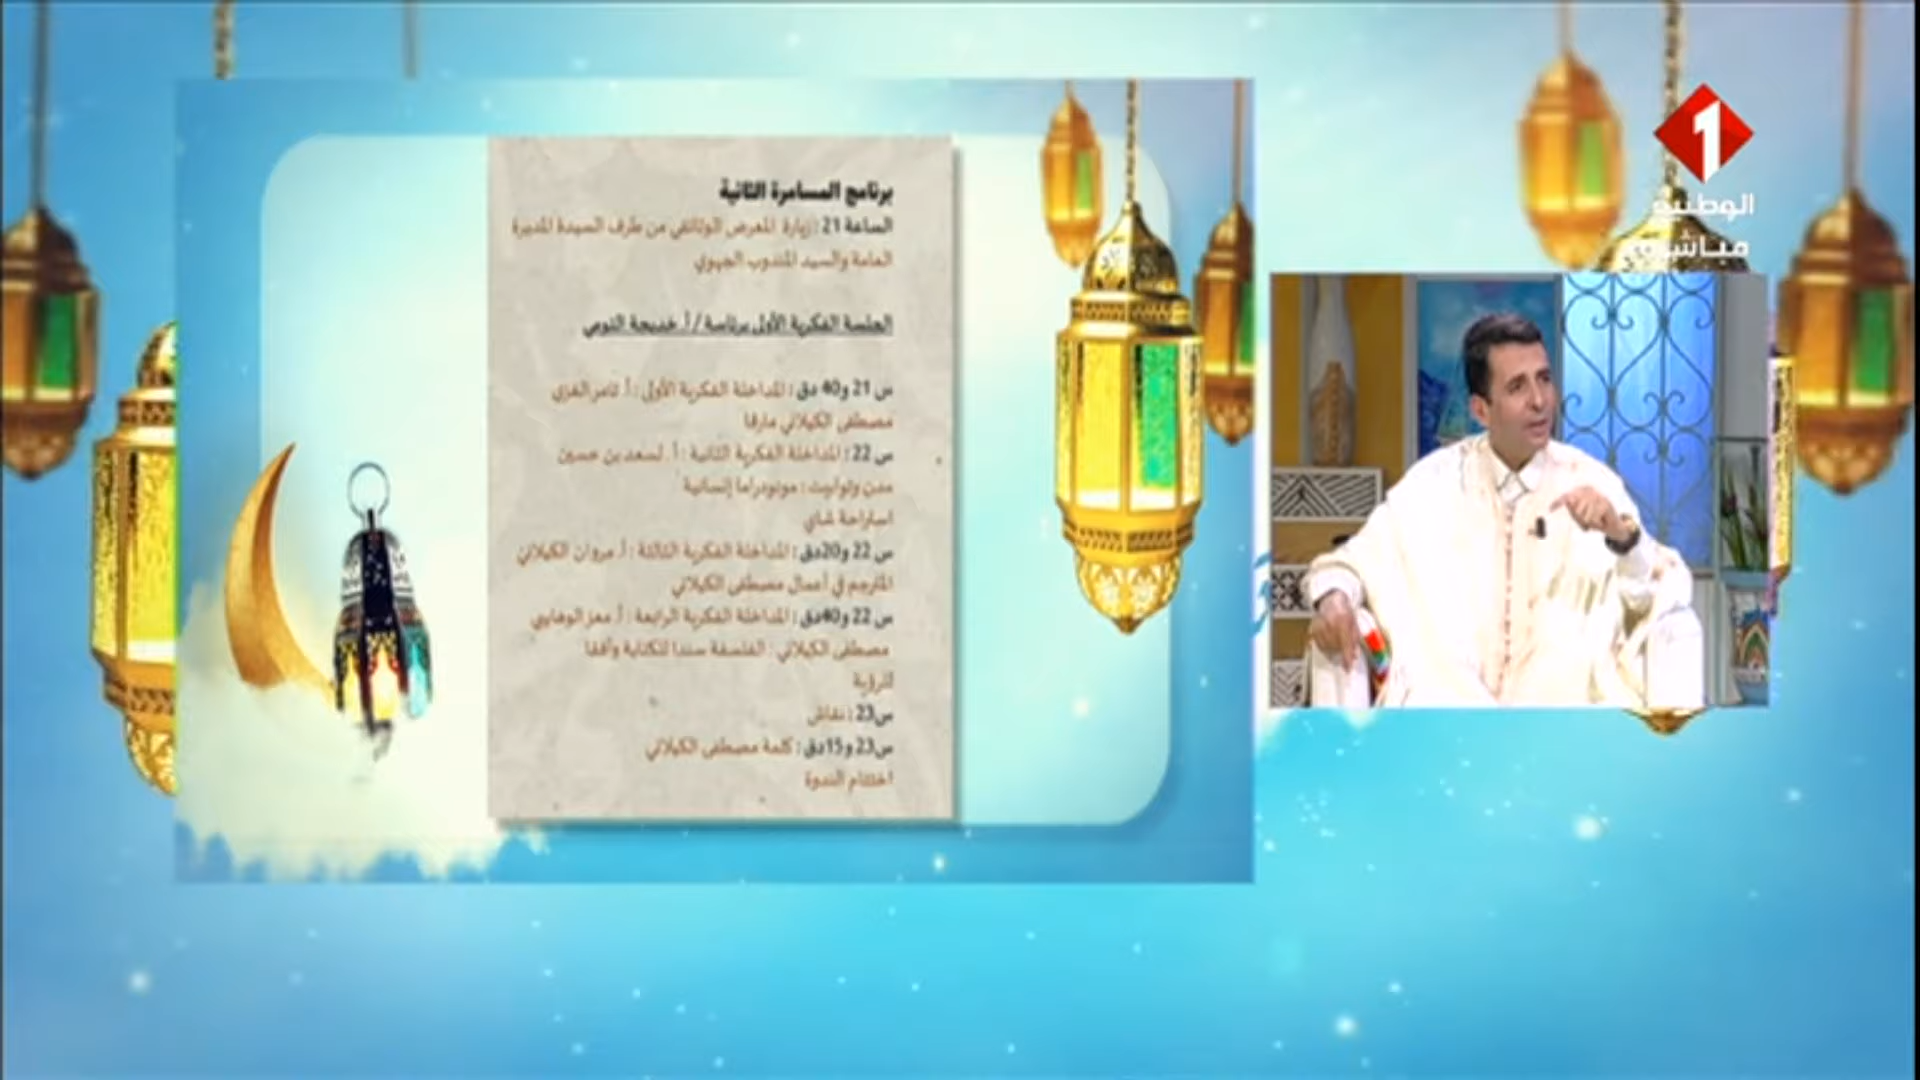 برنامج المسامرة الثانية
الساعة 21 : زيارة المعرض الوثائقي من طرف السيدة المديرة
العامة والسيد المندوب الجهوي
الجلسة الفكرية الأولى برئاسة / أ. خديجة التومي
س 21 و40 دق : المداخلة الفكرية الأولى : أ. ثامر الغزي
مصطفى الكيلاني مارقا
س 22 : المداخلة الفكرية الثانية : أ. لسعد بن حسين
مدن وتوابيت : مونودراما إنسانية
استراحة شاي
س 22 و20دق : المداخلة الفكرية الثالثة : أ. مروان الكيلاني
المترجم في أعمال مصطفى الكيلاني
س 22 و40دق : المداخلة الفكرية الرابعة : أ. معز الوهايبي
مصطفى الكيلاني : الفلسفة سندا للكتابة وأفقا
للرؤية
س23 : نقاش
س23 و15دق : كلمة مصطفى الكيلاني
اختتام الندوة
1
الوطنية
مباشر